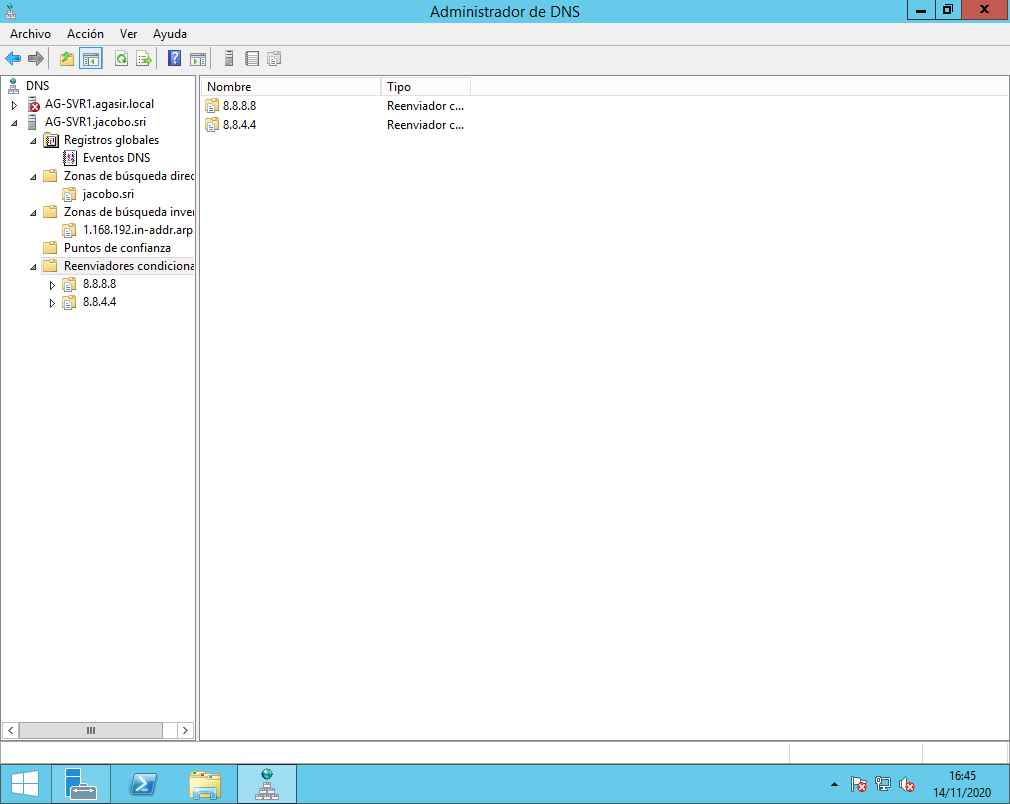 Administrador de DNS
Archivo Acción Ver Ayuda
DNS
AG-SVR1.agasir.local
AG-SVR1.jacobo.sri
Registros globales
Eventos DNS
Zonas de búsqueda direc
jacobo.sri
Zonas de búsqueda inver
1.168.192.in-addr.arp
Puntos de confianza
Reenviadores condiciona
8.8.8.8
8.8.4.4
Nombre Tipo
8.8.8.8 Reenviador c...
8.8.4.4 Reenviador c...
16:45
14/11/2020